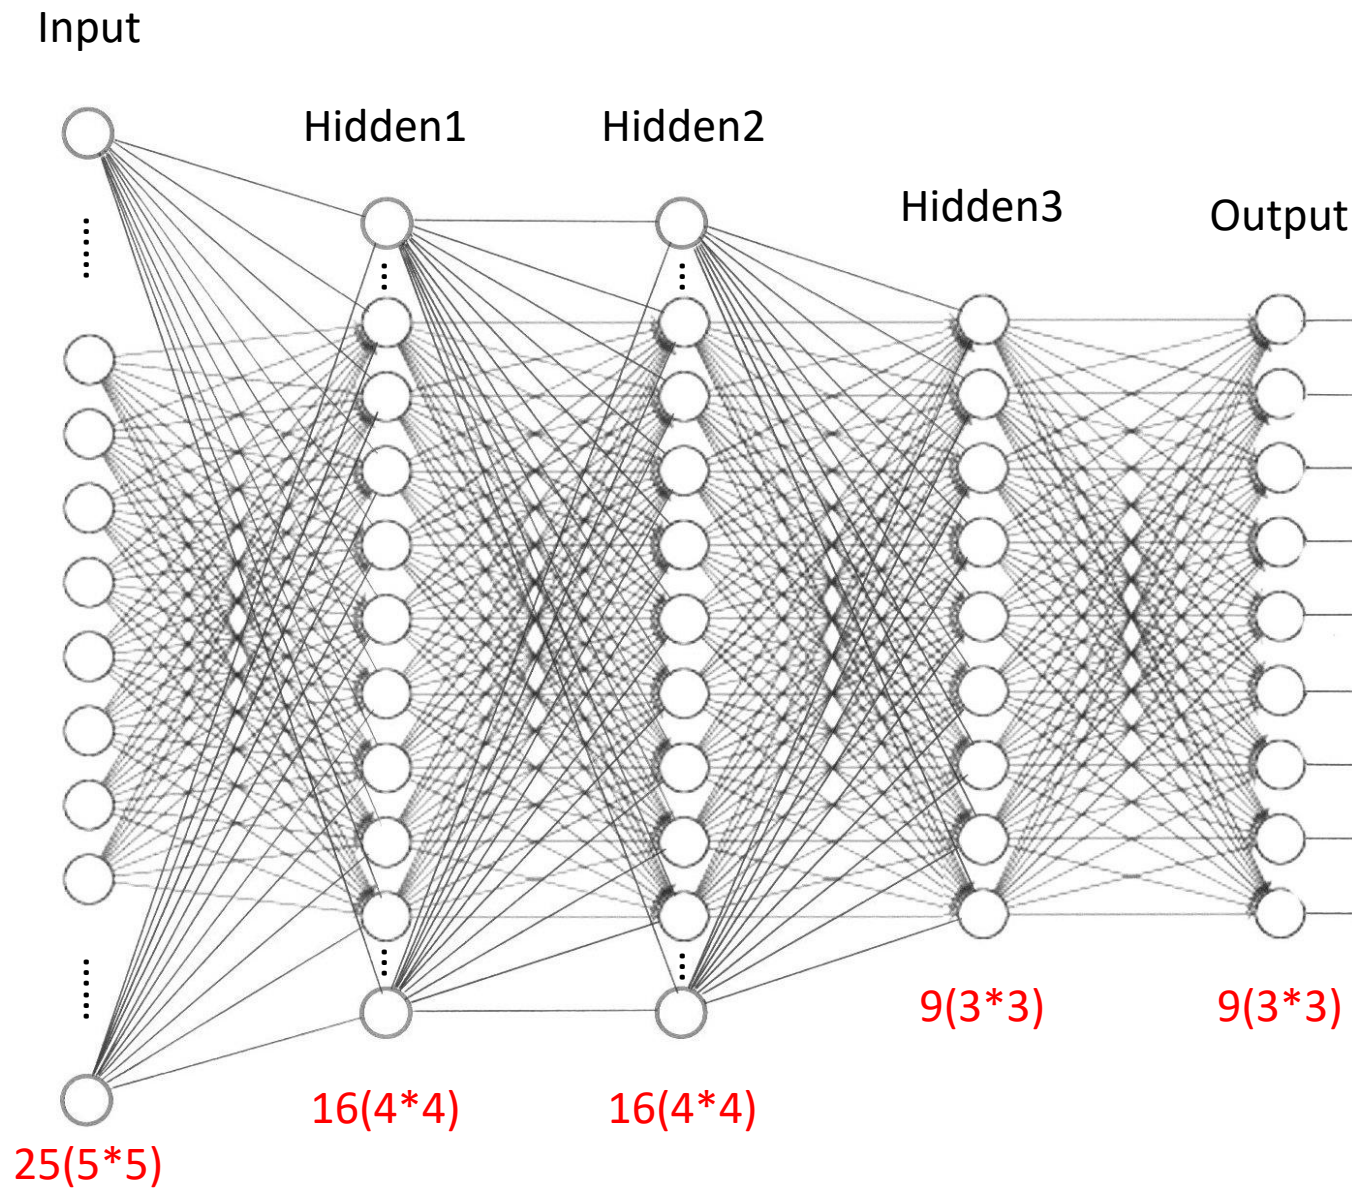 Input
Hidden1
Hidden2
Hidden3
Output
9(3*3)
9(3*3)
16(4*4)
16(4*4)
25(5*5)